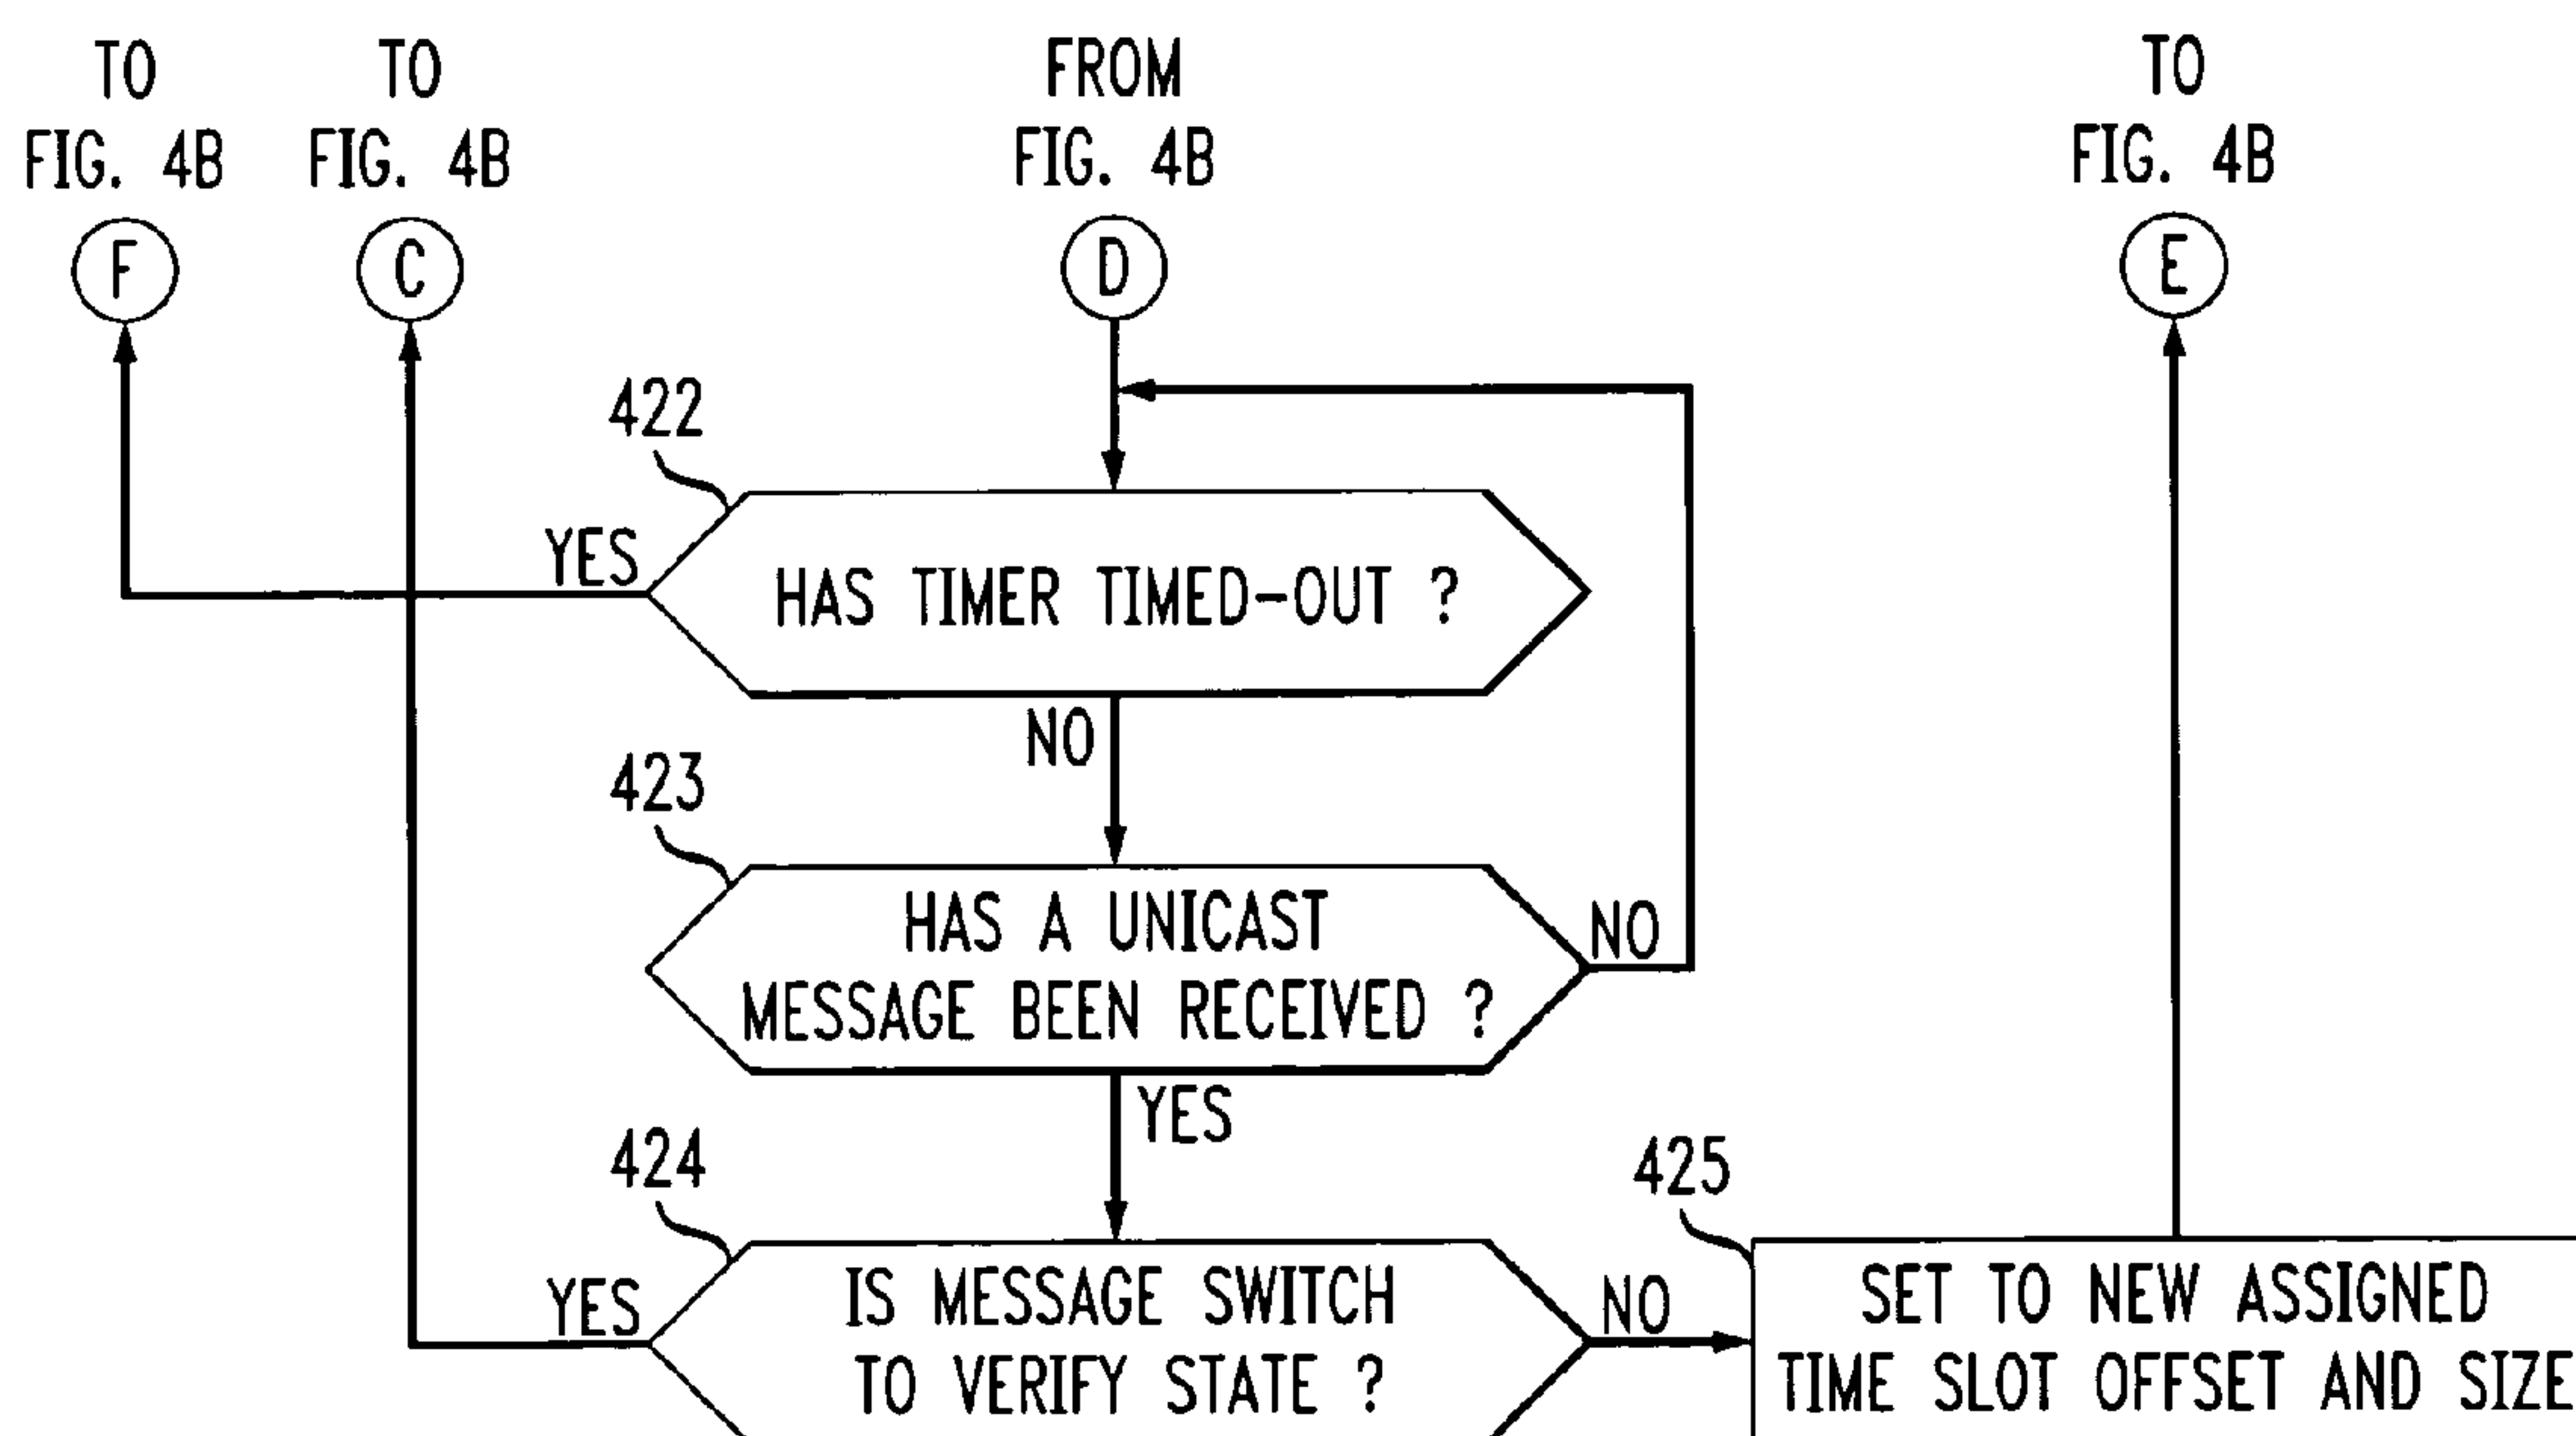 TO
FIG. 4B
F
TO
FIG. 4B
C
FROM
FIG. 4B
D
TO
FIG. 4B
E
422
YES
HAS TIMER TIMED-OUT ?
NO
423
HAS A UNICAST
MESSAGE BEEN RECEIVED ?
NO
YES
424
YES
IS MESSAGE SWITCH
TO VERIFY STATE ?
NO
425
SET TO NEW ASSIGNED
TIME SLOT OFFSET AND SIZE